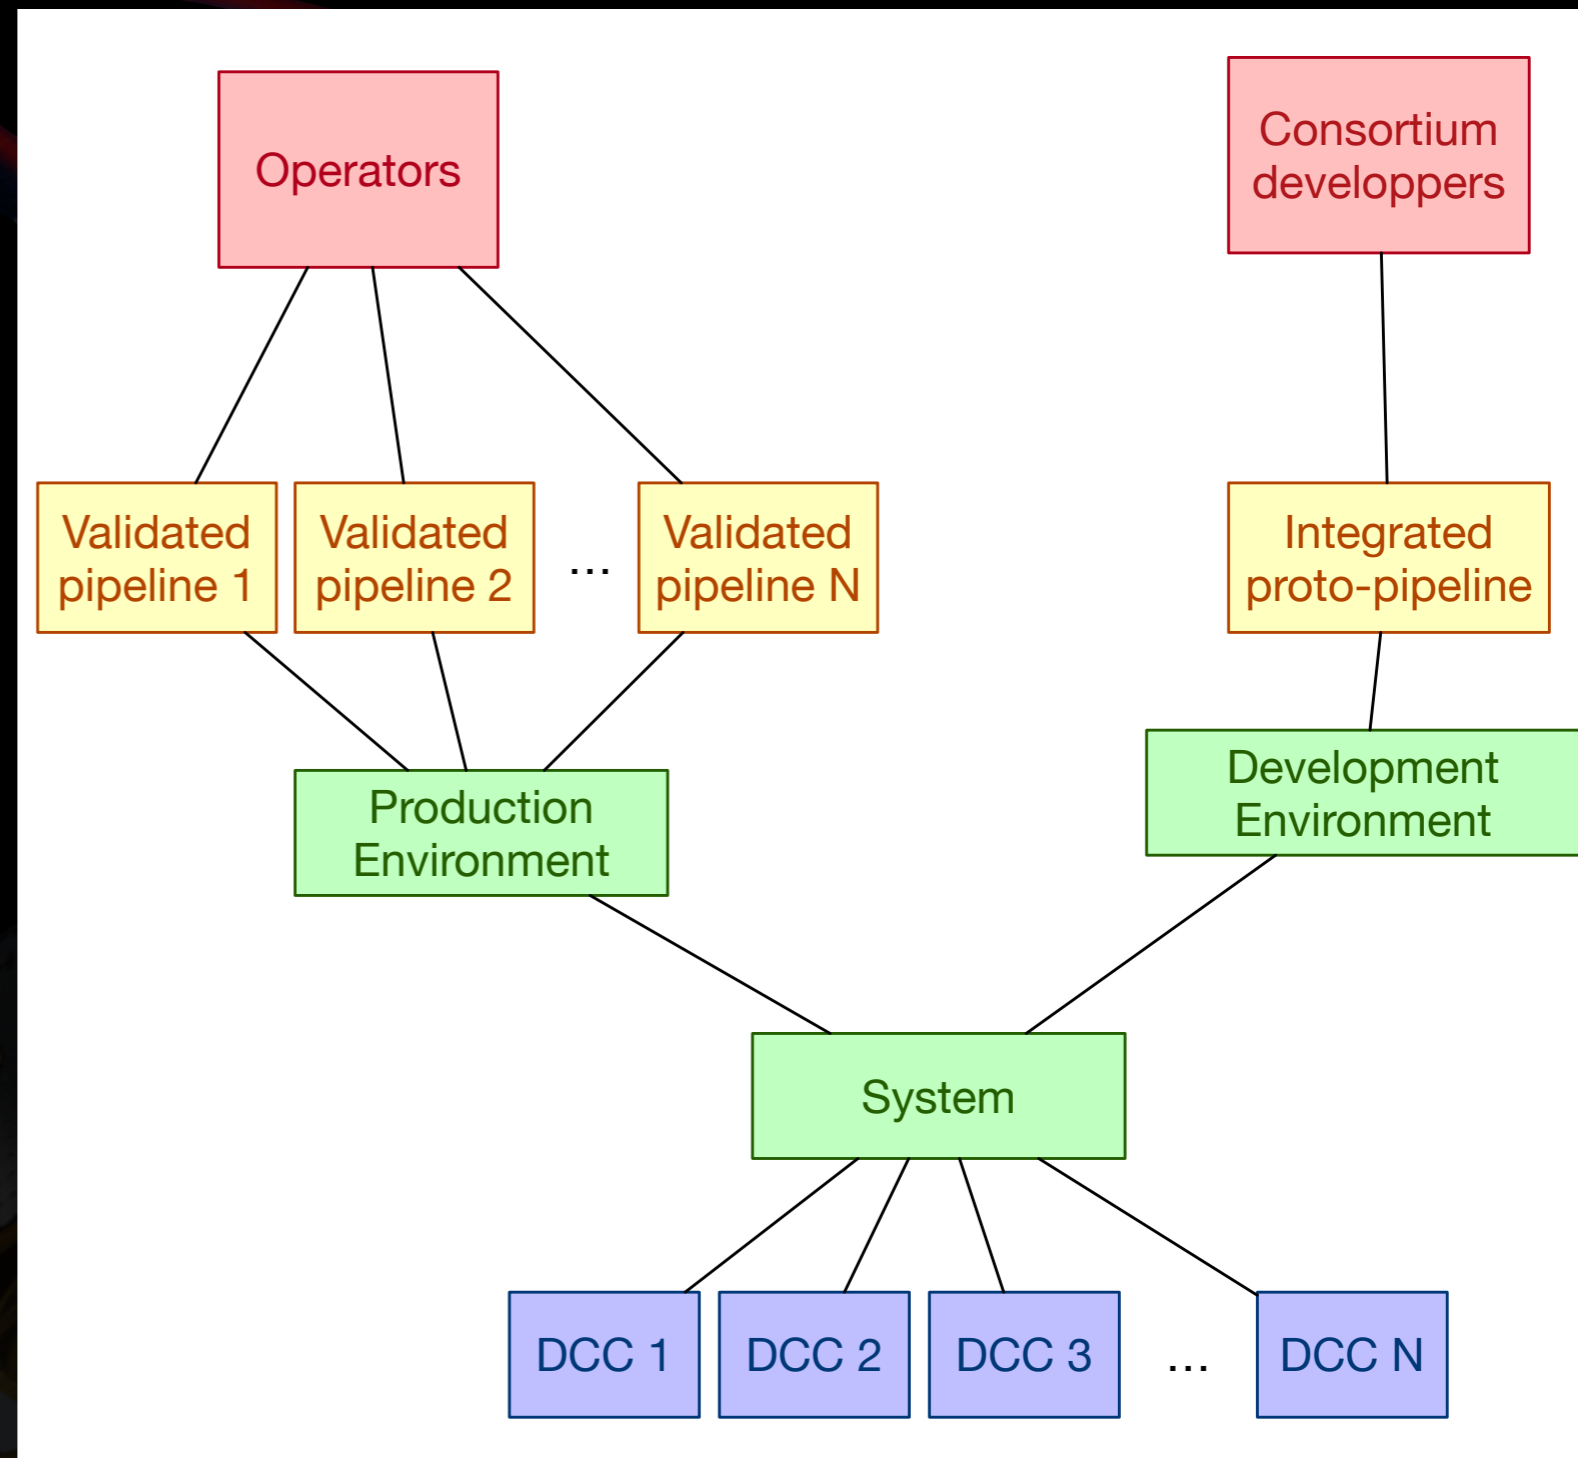 Operators
Consortium
developpers
Validated
pipeline 1
Validated
pipeline 2
...
Validated
pipeline N
Integrated
proto-pipeline
Production
Environment
Development
Environment
System
DCC 1
DCC 2
DCC 3
...
DCC N